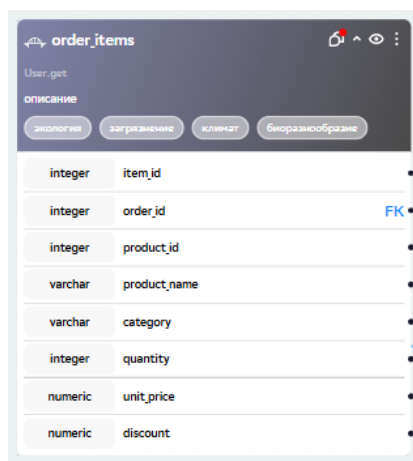 order_items
User.get
описание
экология загрязнение климат биоразнообразие
integer item_id
integer order_id FK
integer product_id
varchar product_name
varchar category
integer quantity
numeric unit_price
numeric discount